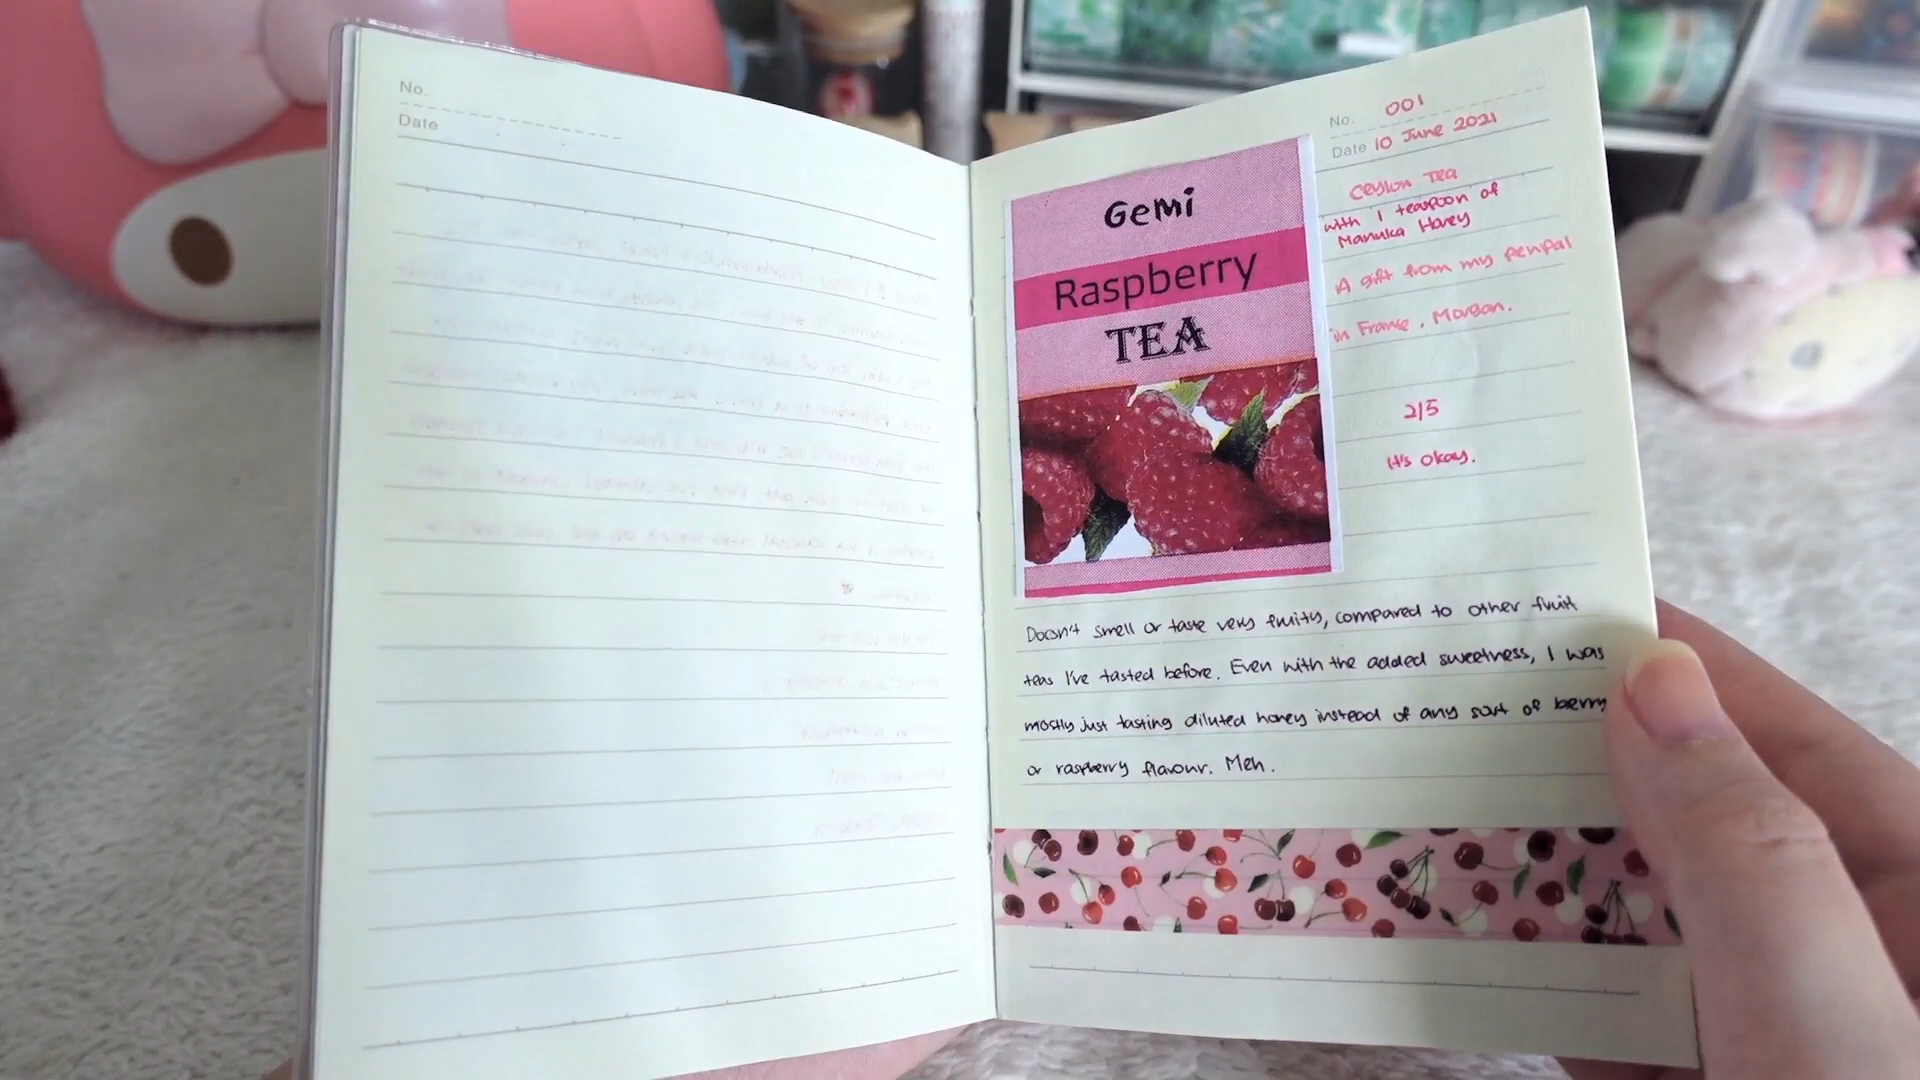 No.
Date
No. 001
Date 10 June 2021
Ceylon Tea
with 1 teaspoon of
Manuka Honey
A gift from my penpal
in France, Morgan.
2/5
It's okay.
Gemi
Raspberry
TEA
Doesn't smell or taste very fruity, compared to other fruit
teas I've tasted before. Even with the added sweetness, I was
mostly just tasting diluted honey instead of any sort of berry
or raspberry flavour. Meh.